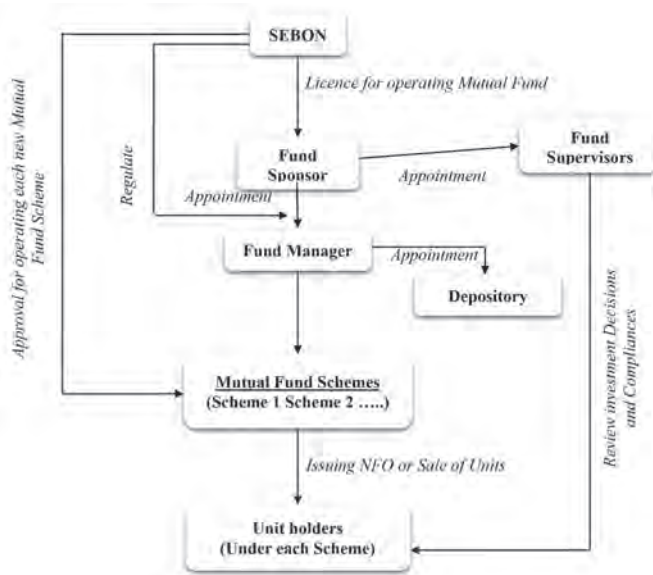 SEBON
Licence for operating Mutual Fund
Approval for operating each new Mutual
Fund Scheme
Regulate
Fund
Sponsor
Appointment
Fund
Supervisors
Appointment
Fund Manager
Appointment
Depository
Review investment Decisions
and Compliances
Mutual Fund Schemes
(Scheme 1 Scheme 2 .....)
Issuing NFO or Sale of Units
Unit holders
(Under each Scheme)